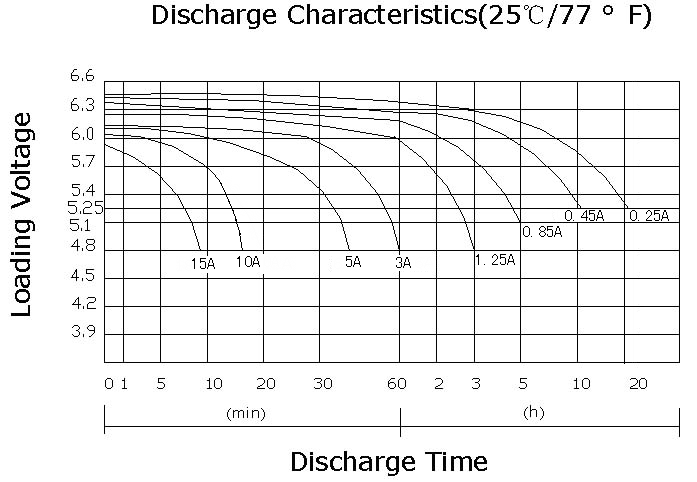 Discharge Characteristics(25℃/77 ° F)
Loading Voltage
6.6
6.3
6.0
5.7
5.4
5.25
5.1
4.8
4.5
4.2
3.9
15A
10A
5A
3A
1.25A
0.85A
0.45A
0.25A
0 1 5 10 20 30 60 2 3 5 10 20
(min) (h)
Discharge Time